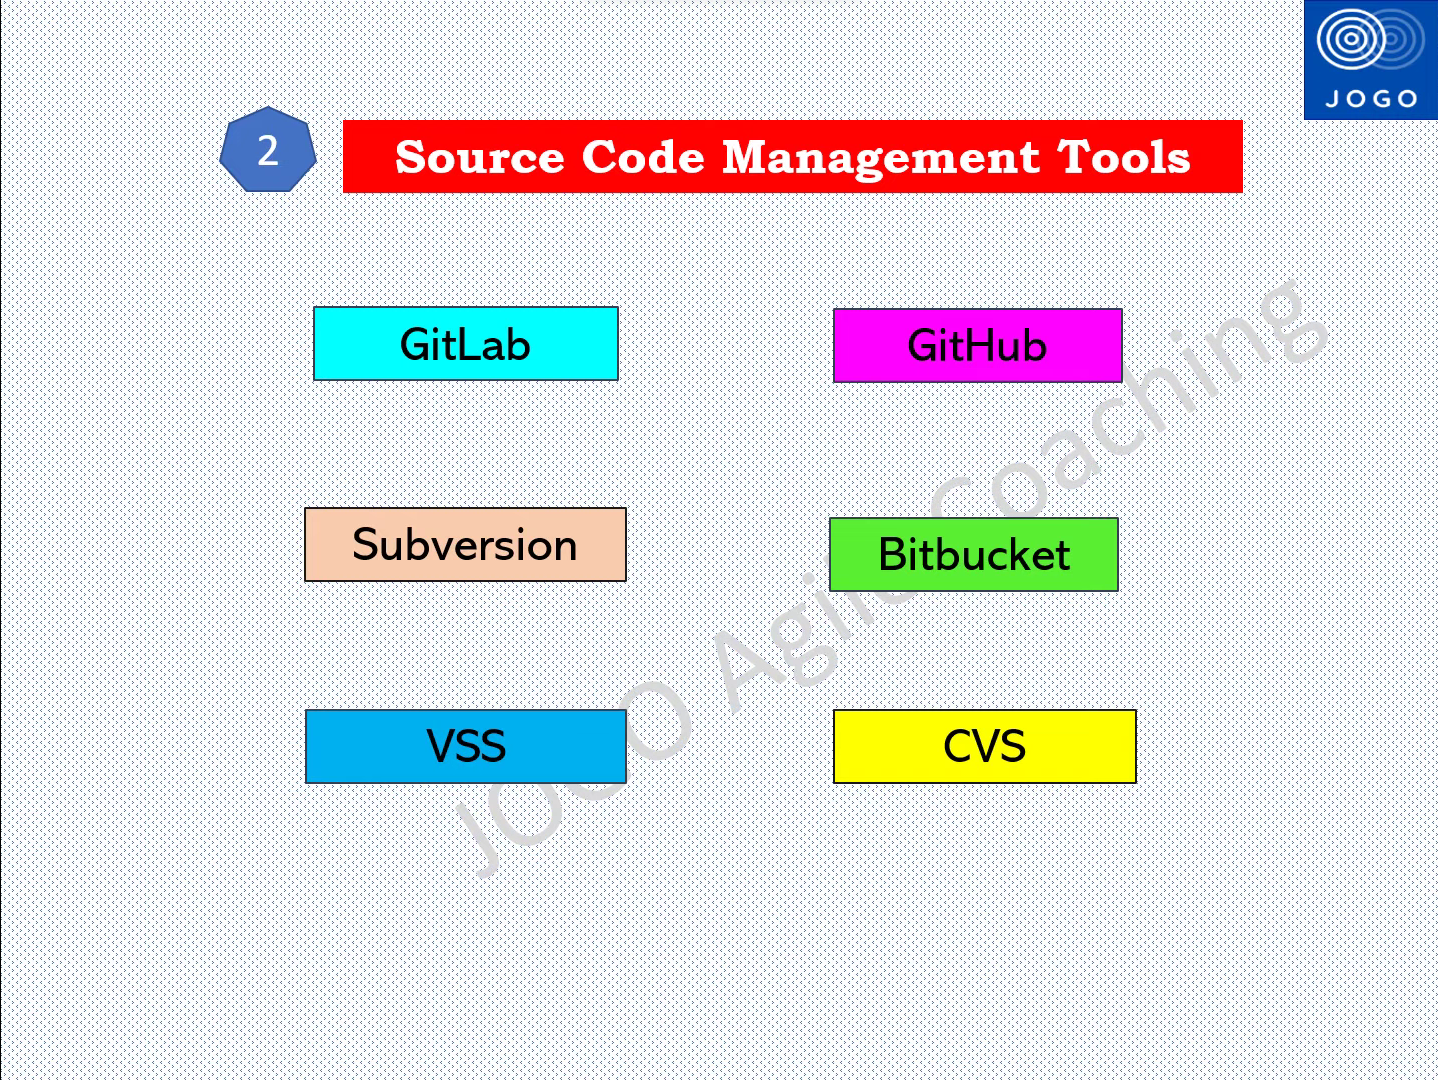 JOGO
2
Source Code Management Tools
GitLab
GitHub
Subversion
Bitbucket
VSS
CVS
JOGO Agile Coaching